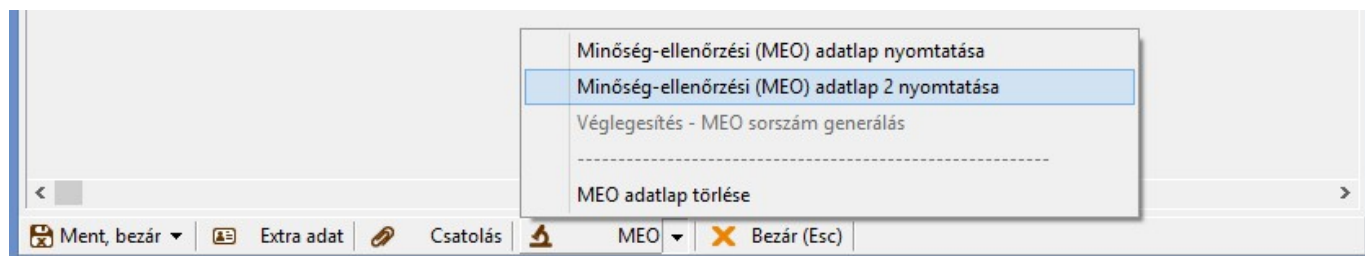 Minőség-ellenőrzési (MEO) adatlap nyomtatása
Minőség-ellenőrzési (MEO) adatlap 2 nyomtatása
Véglegesítés - MEO sorszám generálás
---------------------------------------------------------
MEO adatlap törlése
Ment, bezár Extra adat Csatolás MEO Bezár (Esc)